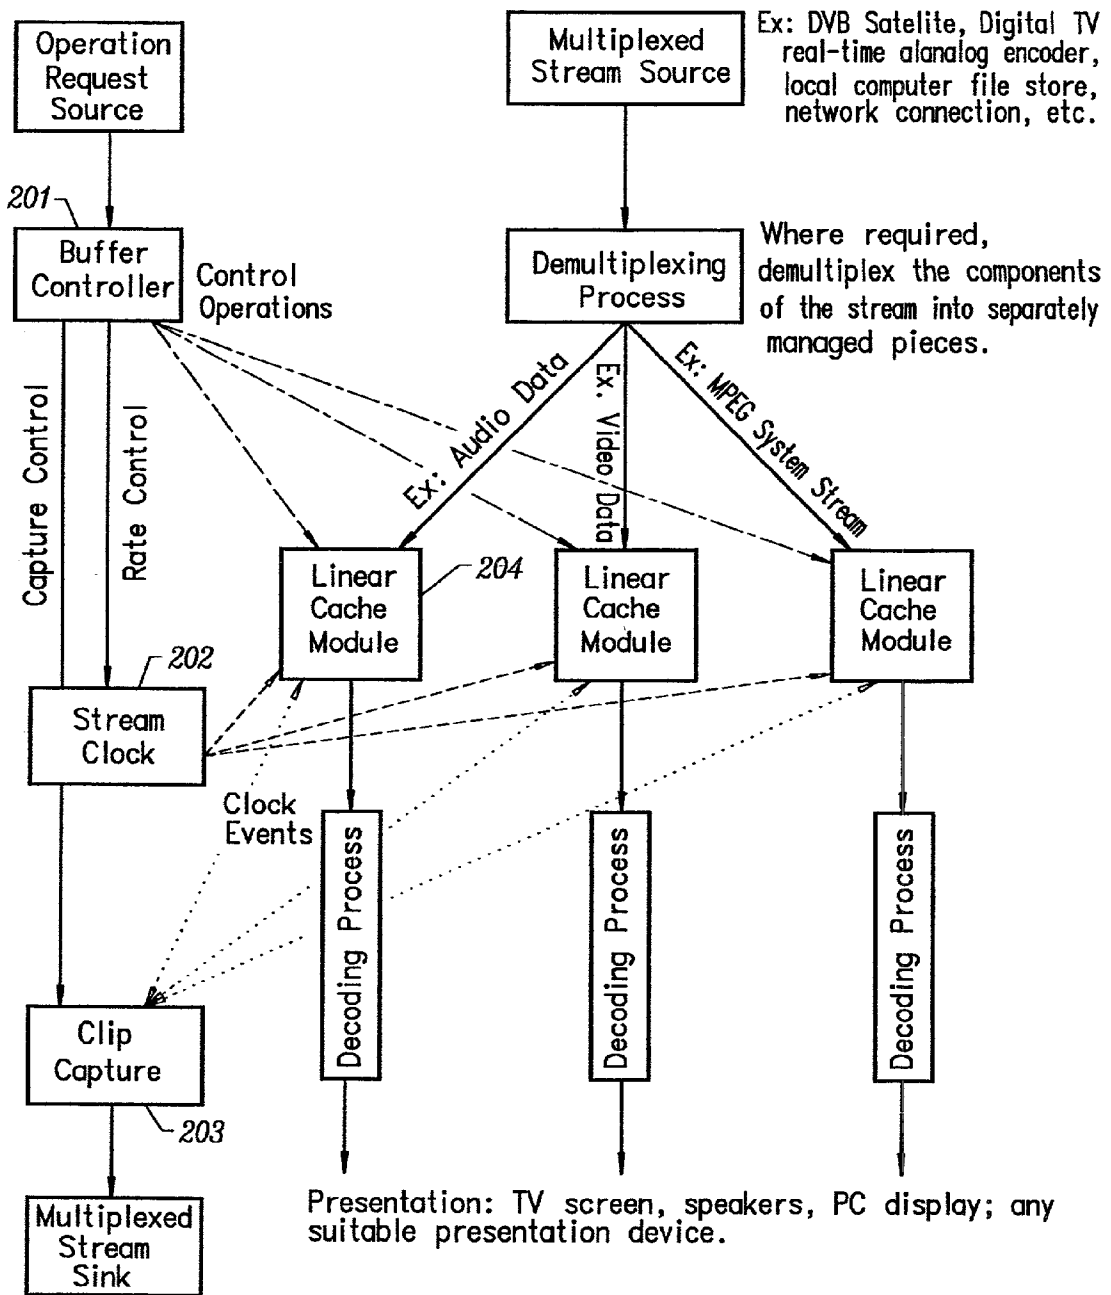 Operation
Request
Source
Multiplexed
Stream Source
Ex: DVB Satelite, Digital TV
real-time alanalog encoder,
local computer file store,
network connection, etc.
201
Buffer
Controller
Control
Operations
Demultiplexing
Process
Where required,
demultiplex the components
of the stream into separately
managed pieces.
Capture Control
Rate Control
Ex: Audio Data
Ex. Video Data
Ex: MPEG System Stream
Linear
Cache
Module
204
Linear
Cache
Module
Linear
Cache
Module
202
Stream
Clock
Clock
Events
Decoding Process
Decoding Process
Decoding Process
Clip
Capture
203
Multiplexed
Stream
Sink
Presentation: TV screen, speakers, PC display; any
suitable presentation device.